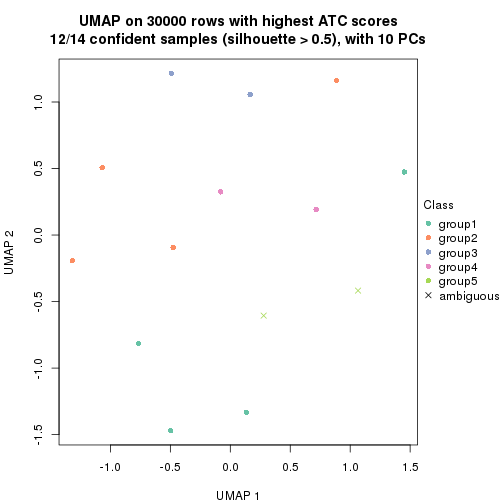 UMAP on 30000 rows with highest ATC scores
12/14 confident samples (silhouette > 0.5), with 10 PCs
1.0
0.5
0.0
-0.5
-1.0
-1.5
UMAP 2
-1.0 -0.5 0.0 0.5 1.0 1.5
UMAP 1
Class
group1
group2
group3
group4
group5
ambiguous